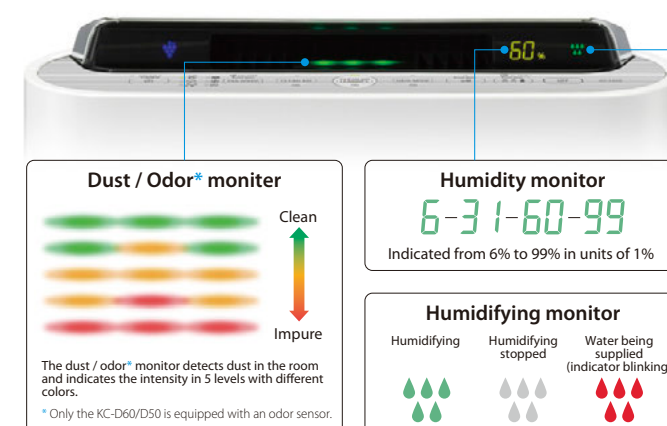 60%
Dust / Odor* moniter
Clean
Impure
The dust / odor* monitor detects dust in the room
and indicates the intensity in 5 levels with different
colors.
* Only the KC-D60/D50 is equipped with an odor sensor.
Humidity monitor
6-31-60-99
Indicated from 6% to 99% in units of 1%
Humidifying monitor
Humidifying
Humidifying
stopped
Water being
supplied
(indicator blinking